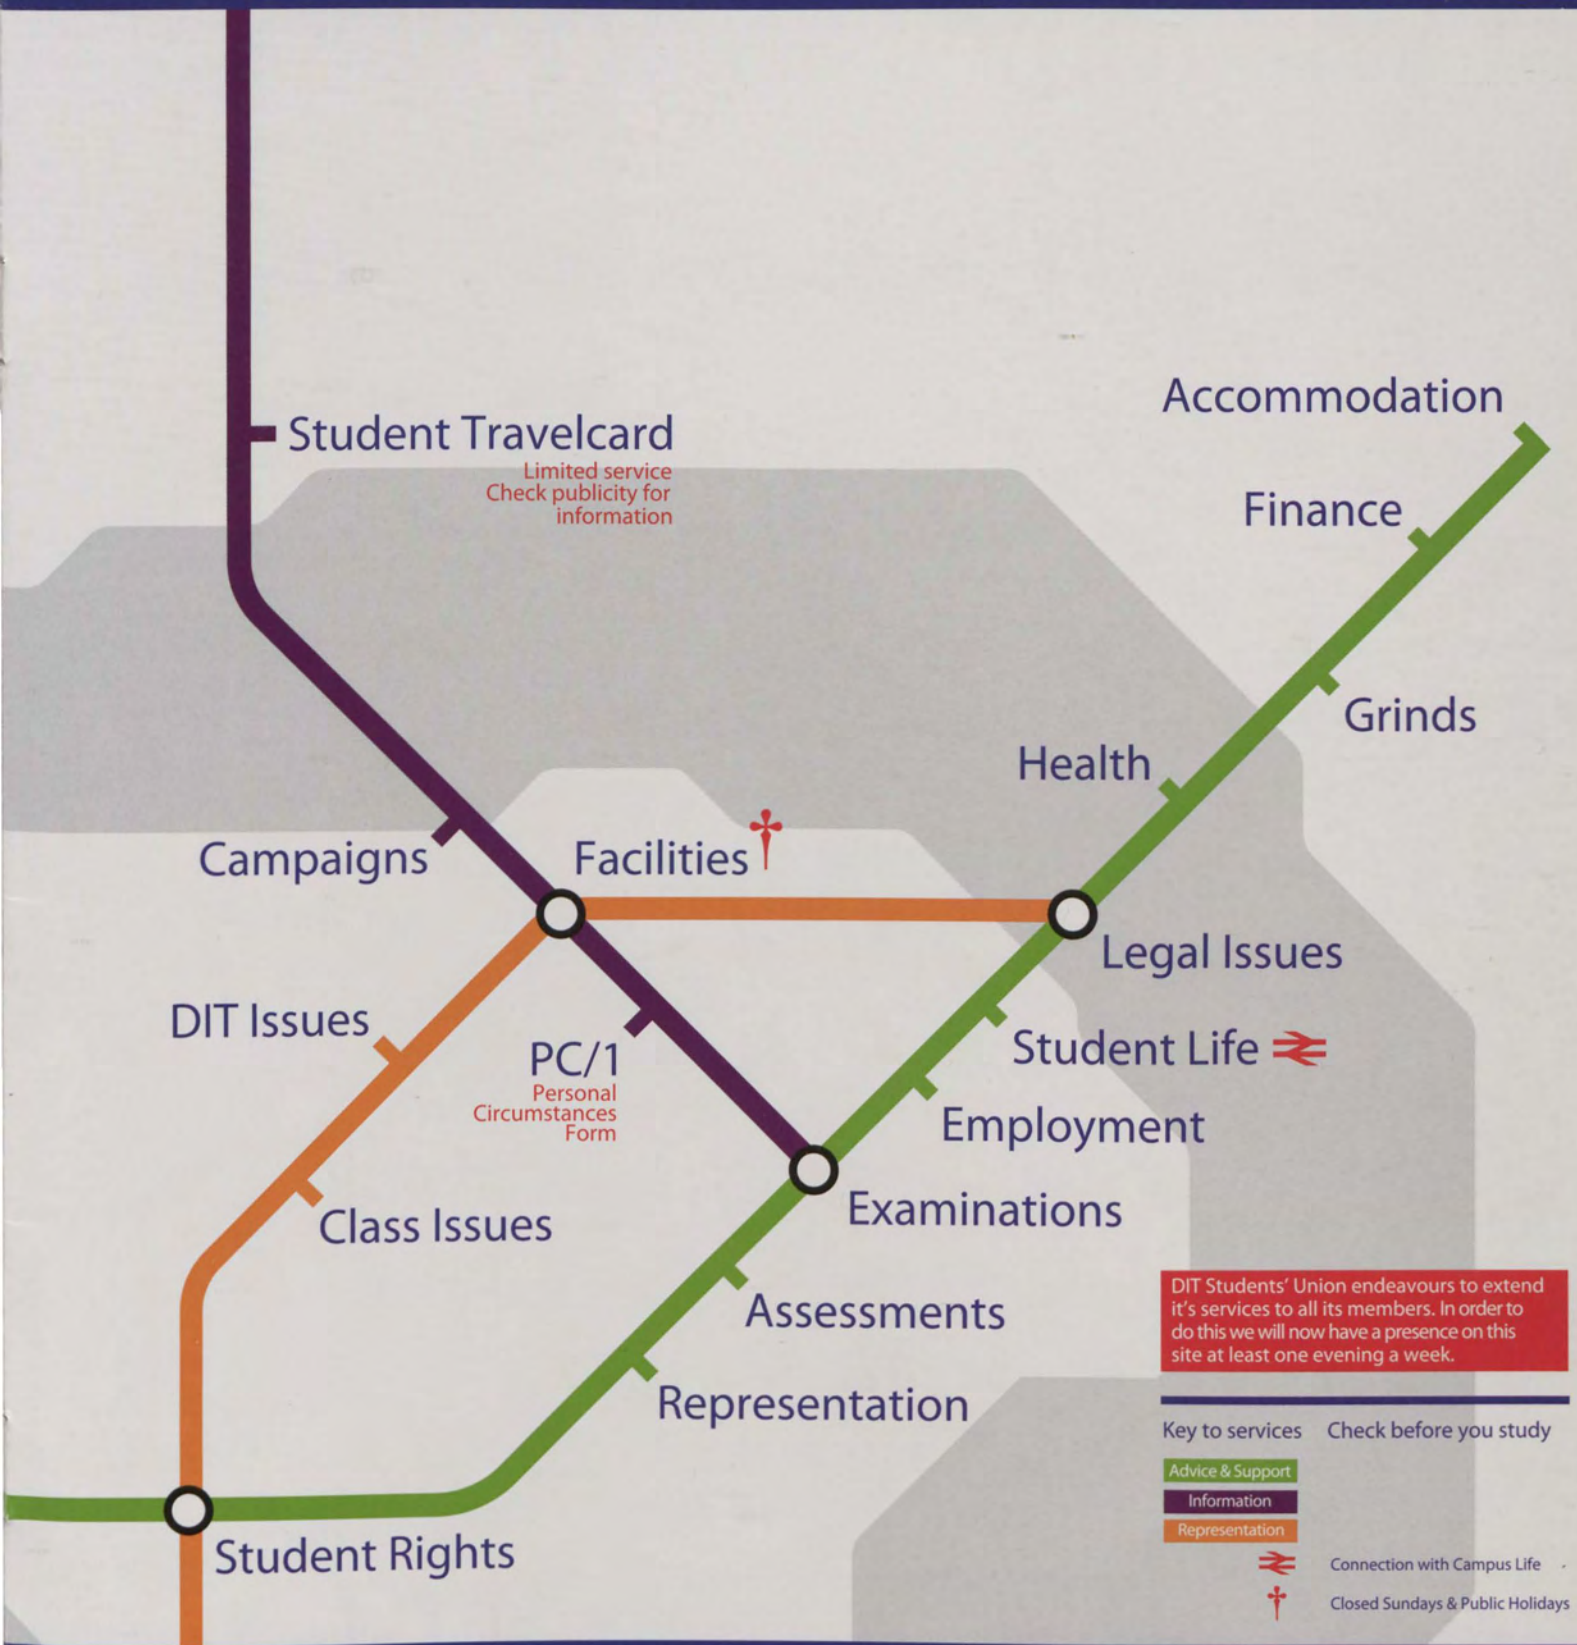 Accommodation
Student Travelcard
Limited service
Check publicity for
information
Finance
Grinds
Health
Campaigns
Facilities†
Legal Issues
DIT Issues
Student Life
PC/1
Personal
Circumstances
Form
Employment
Examinations
Class Issues
Assessments
DIT Students' Union endeavours to extend
it's services to all its members. In order to
do this we will now have a presence on this
site at least one evening a week.
Representation
Key to services Check before you study
Advice & Support
Information
Representation
Student Rights
Connection with Campus Life
† Closed Sundays & Public Holidays